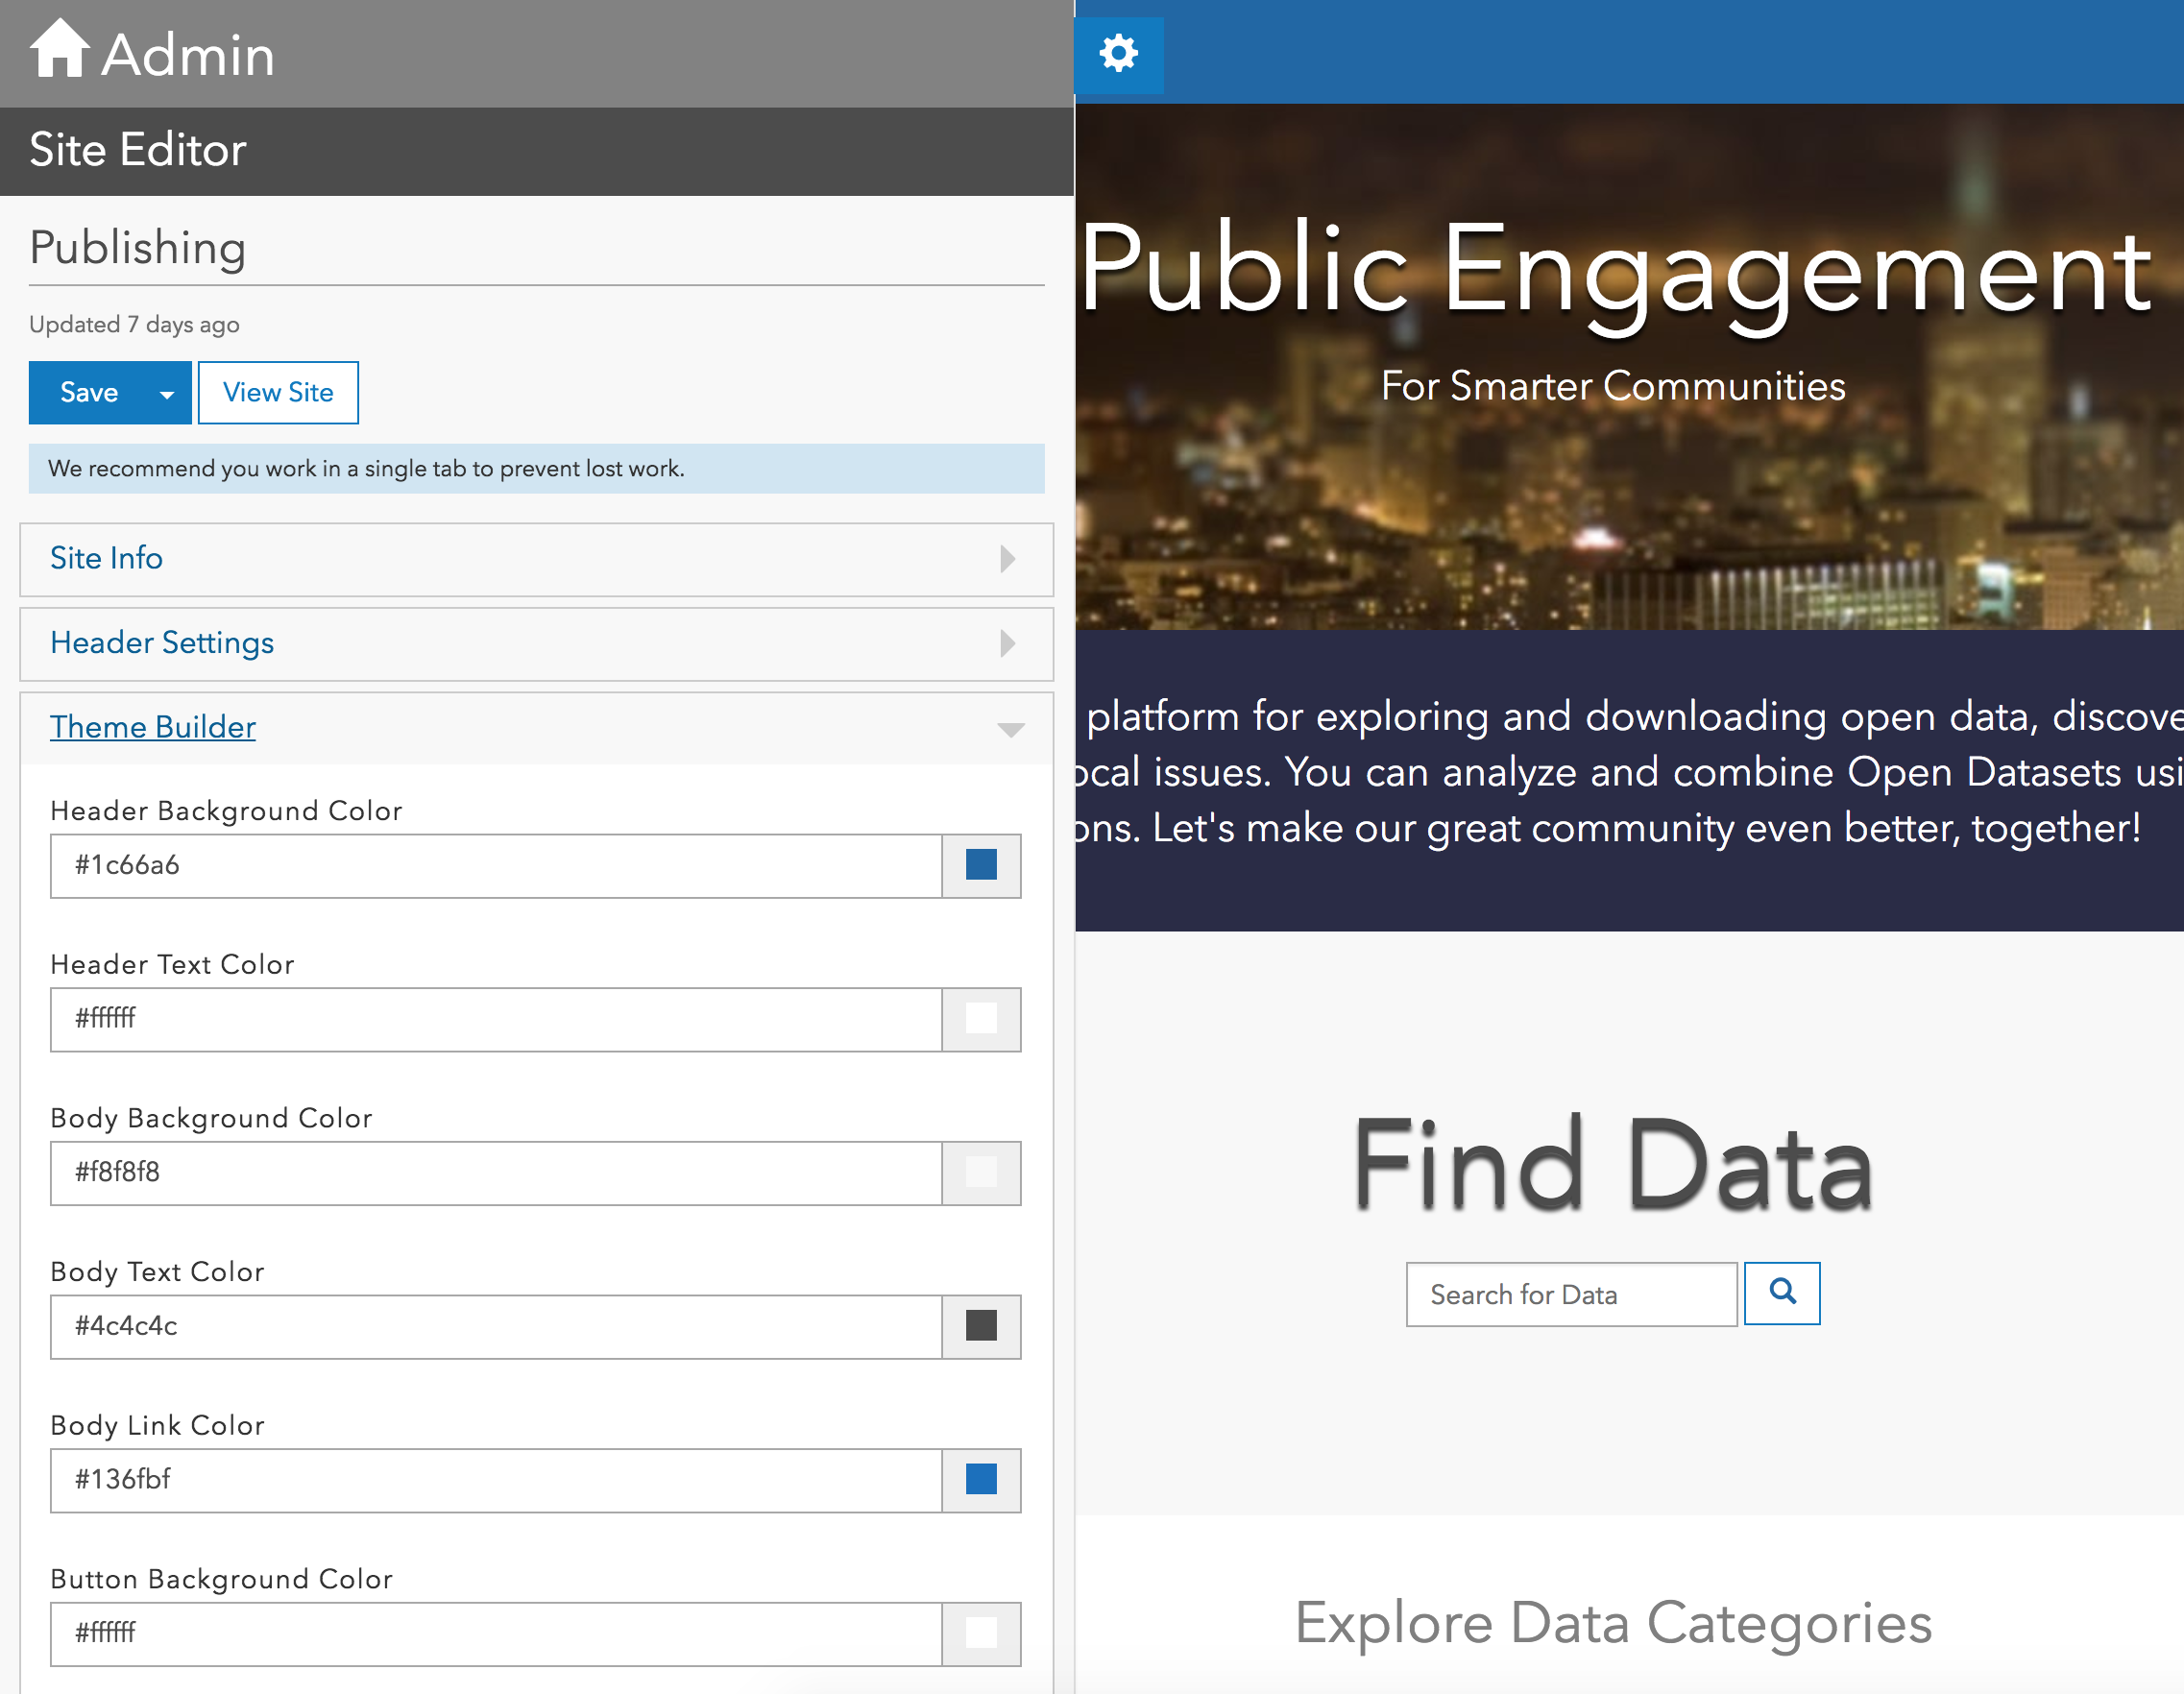 Admin
Site Editor
Publishing
Updated 7 days ago
Save
View Site
We recommend you work in a single tab to prevent lost work.
Site Info
Header Settings
Theme Builder
Header Background Color
#1c66a6
Header Text Color
#ffffff
Body Background Color
#f8f8f8
Body Text Color
#4c4c4c
Body Link Color
#136fbf
Button Background Color
#ffffff
Public Engagement
For Smarter Communities
platform for exploring and downloading open data,
issues. You can analyze and combine Open Datasets
Let's make our great community even better, together!
Find Data
Search for Data
Explore Data Categories